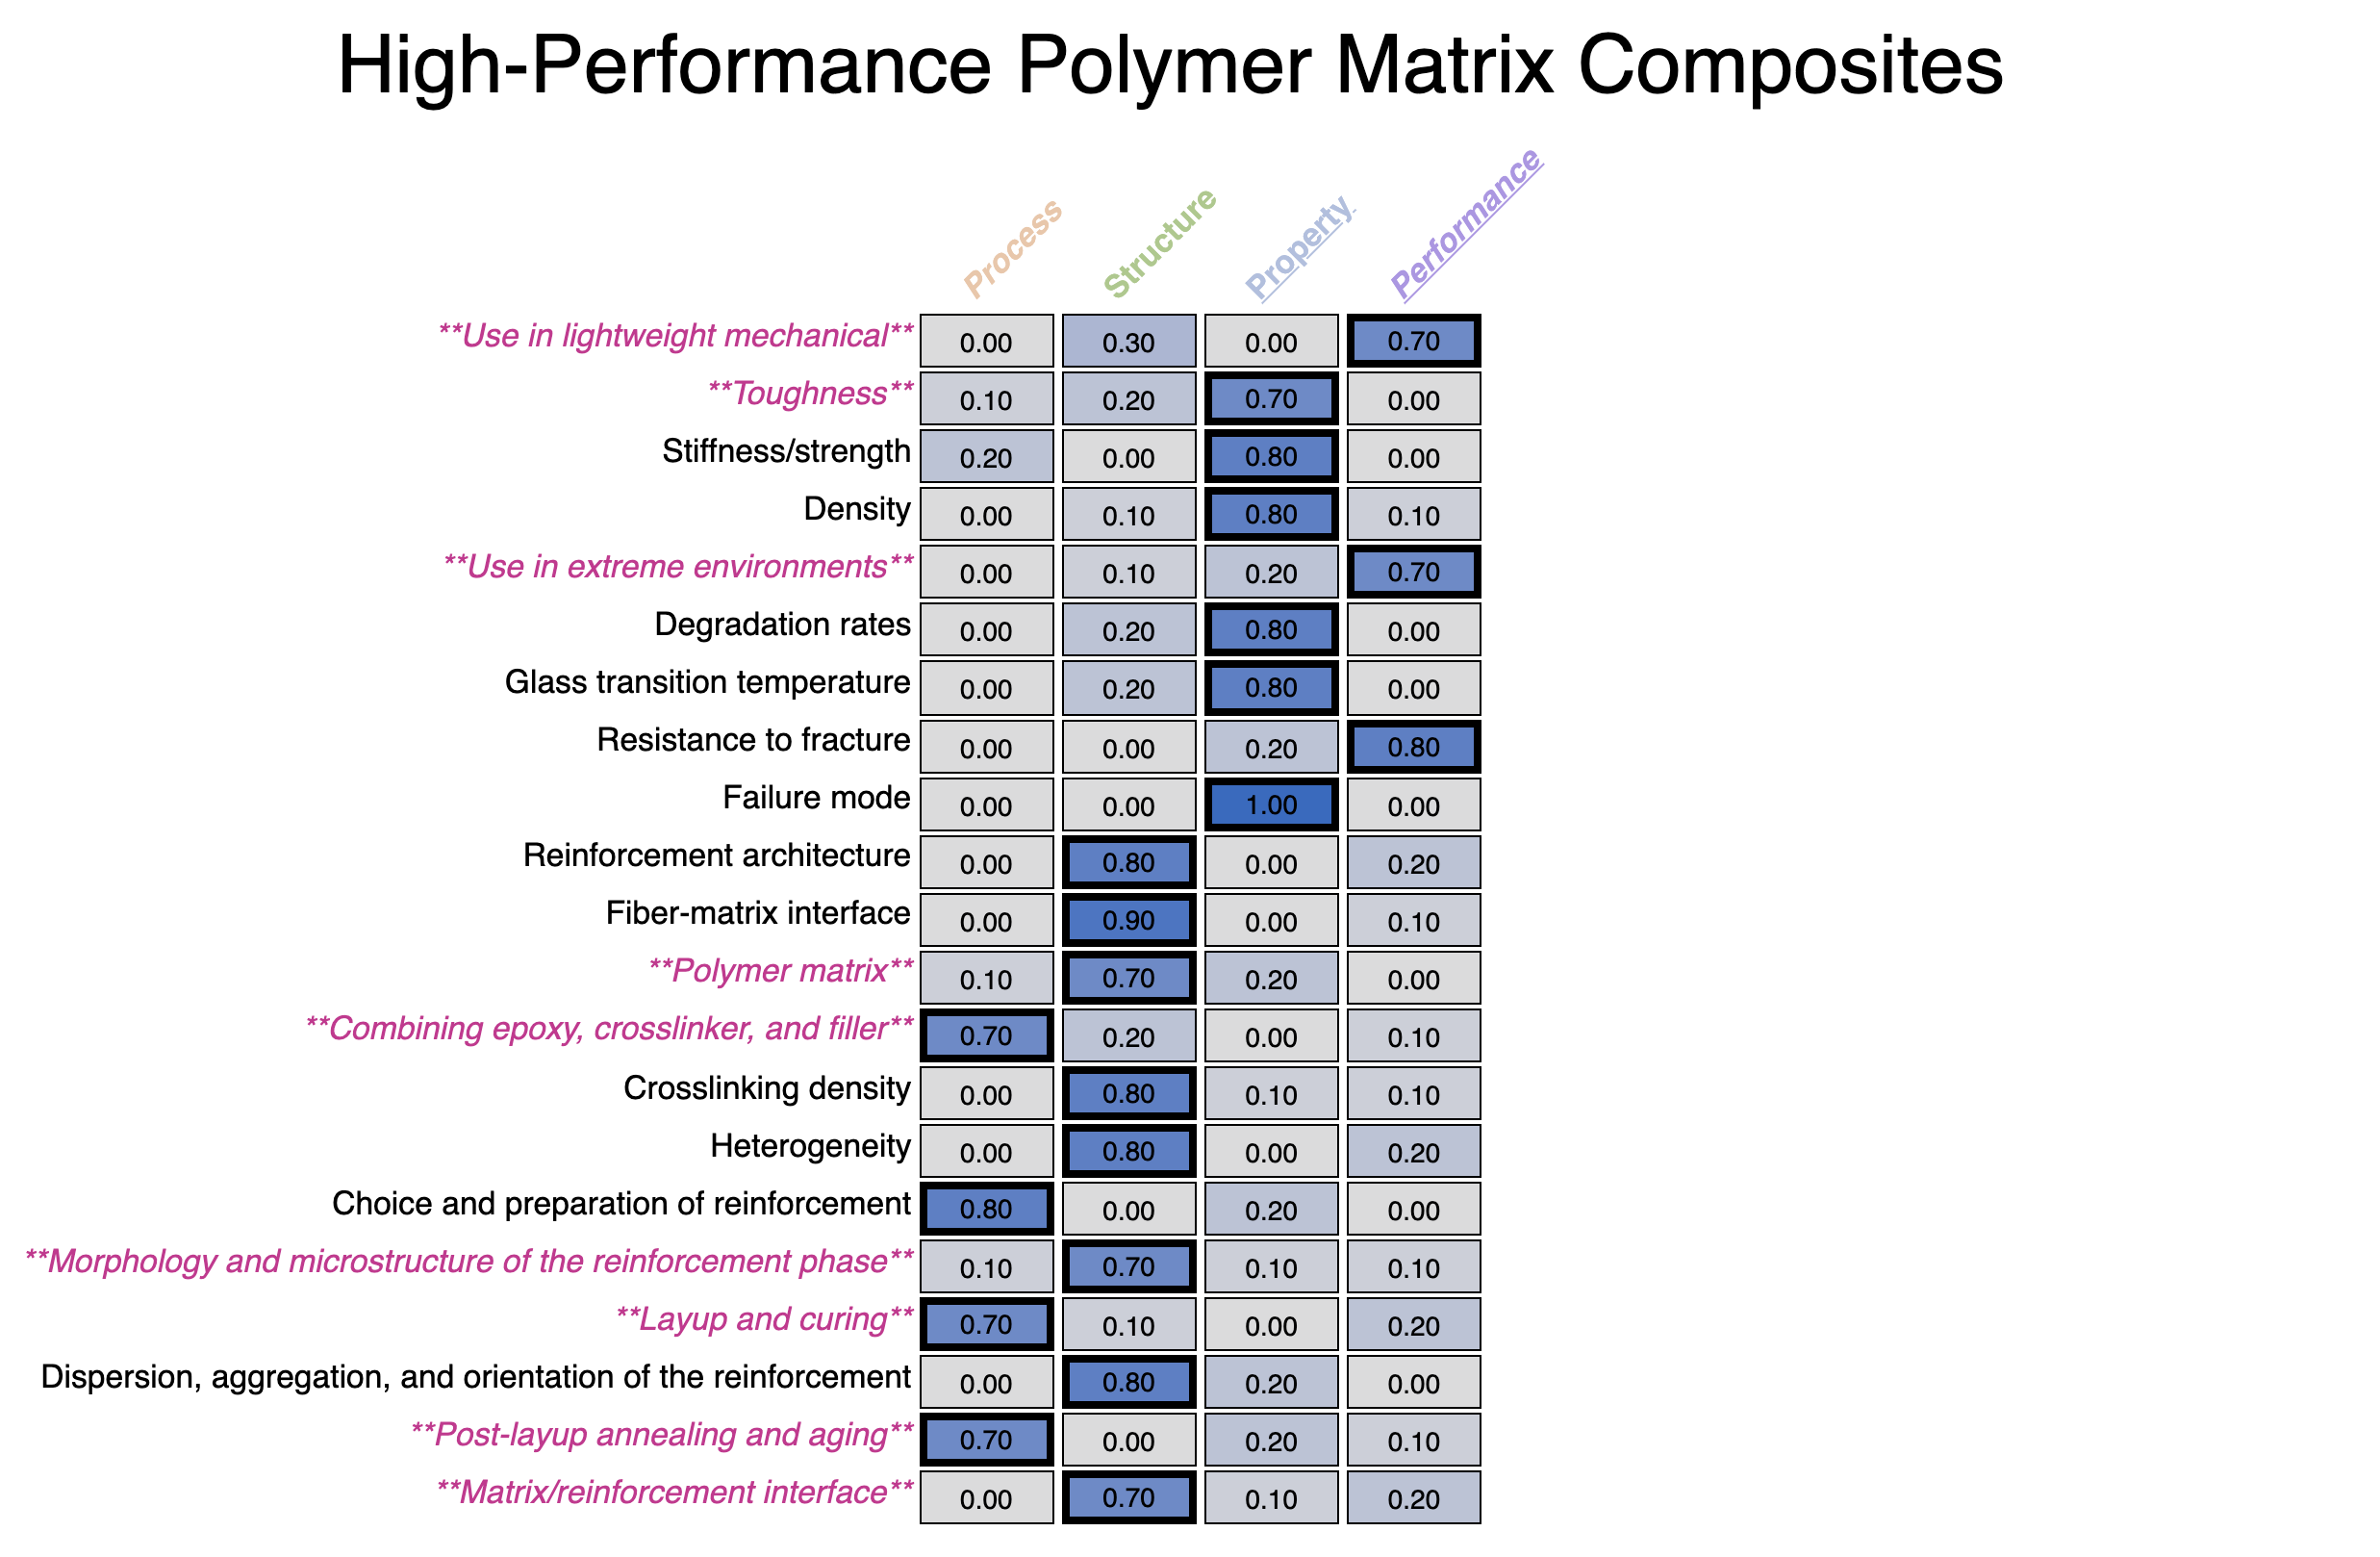 High-Performance Polymer Matrix Composites
Process Structure Property Performance
**Use in lightweight mechanical** 0.00 0.30 0.00 0.70
**Toughness** 0.10 0.20 0.70 0.00
Stiffness/strength 0.20 0.00 0.80 0.00
Density 0.00 0.10 0.80 0.10
**Use in extreme environments** 0.00 0.10 0.20 0.70
Degradation rates 0.00 0.20 0.80 0.00
Glass transition temperature 0.00 0.20 0.80 0.00
Resistance to fracture 0.00 0.00 0.20 0.80
Failure mode 0.00 0.00 1.00 0.00
Reinforcement architecture 0.00 0.80 0.00 0.20
Fiber-matrix interface 0.00 0.90 0.00 0.10
**Polymer matrix** 0.10 0.70 0.20 0.00
**Combining epoxy, crosslinker, and filler** 0.70 0.20 0.00 0.10
Crosslinking density 0.00 0.80 0.10 0.10
Heterogeneity 0.00 0.80 0.00 0.20
Choice and preparation of reinforcement 0.80 0.00 0.20 0.00
**Morphology and microstructure of the reinforcement phase** 0.10 0.70 0.10 0.10
**Layup and curing** 0.70 0.10 0.00 0.20
Dispersion, aggregation, and orientation of the reinforcement 0.00 0.80 0.20 0.00
**Post-layup annealing and aging** 0.70 0.00 0.20 0.10
**Matrix/reinforcement interface** 0.00 0.70 0.10 0.20